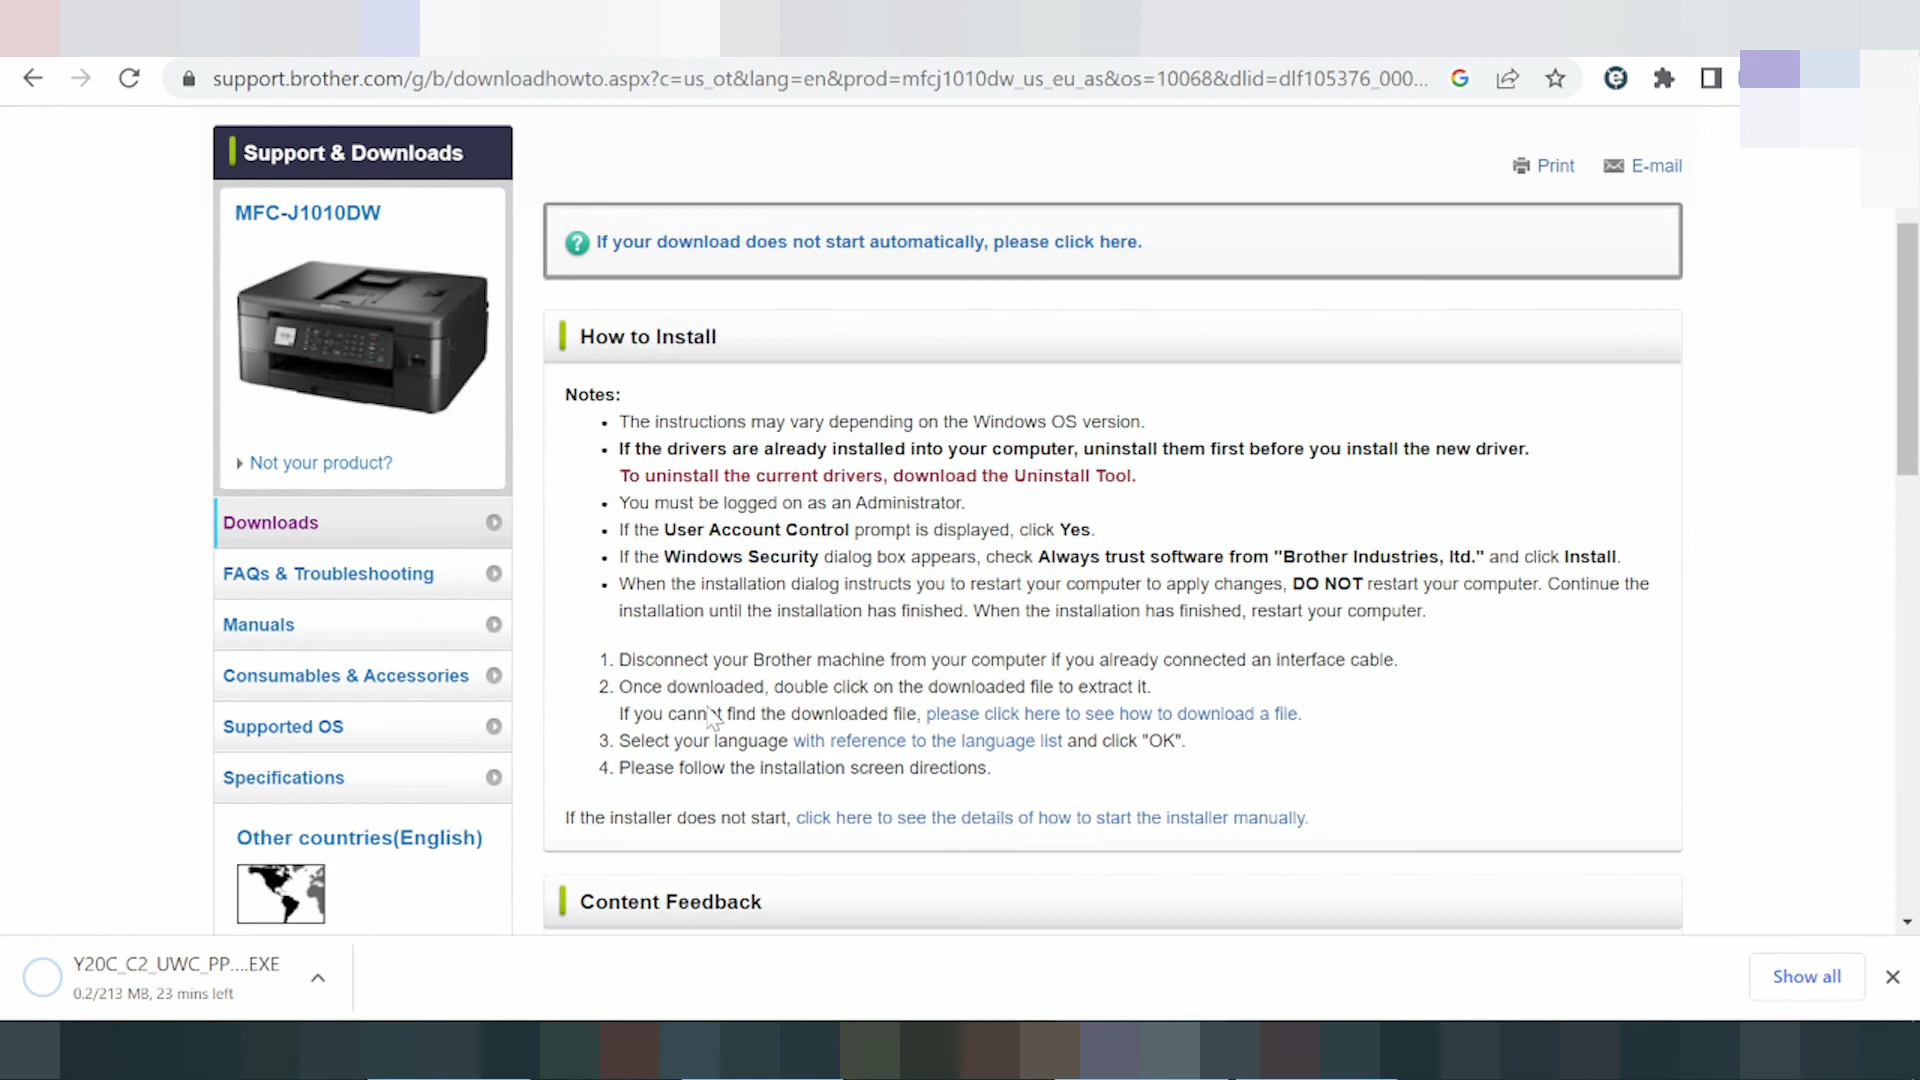 support.brother.com/g/b/downloadhowto.aspx?c=us_ot&lang=en&prod=mfcj1010dw_us_eu_as&os=10068&dlid=dlf105376_000...
Support & Downloads
MFC-J1010DW
Not your product?
Downloads
FAQs & Troubleshooting
Manuals
Consumables & Accessories
Supported OS
Specifications
Other countries(English)
Print
E-mail
If your download does not start automatically, please click here.
How to Install
Notes:
• The instructions may vary depending on the Windows OS version.
• If the drivers are already installed into your computer, uninstall them first before you install the new driver.
To uninstall the current drivers, download the Uninstall Tool.
• You must be logged on as an Administrator.
• If the User Account Control prompt is displayed, click Yes.
• If the Windows Security dialog box appears, check Always trust software from "Brother Industries, ltd." and click Install.
• When the installation dialog instructs you to restart your computer to apply changes, DO NOT restart your computer. Continue the
installation until the installation has finished. When the installation has finished, restart your computer.
1. Disconnect your Brother machine from your computer if you already connected an interface cable.
2. Once downloaded, double click on the downloaded file to extract it.
If you cannot find the downloaded file, please click here to see how to download a file.
3. Select your language with reference to the language list and click "OK".
4. Please follow the installation screen directions.
If the installer does not start, click here to see the details of how to start the installer manually.
Content Feedback
Y20C_C2_UWC_PP....EXE
0.2/213 MB, 23 mins left
Show all